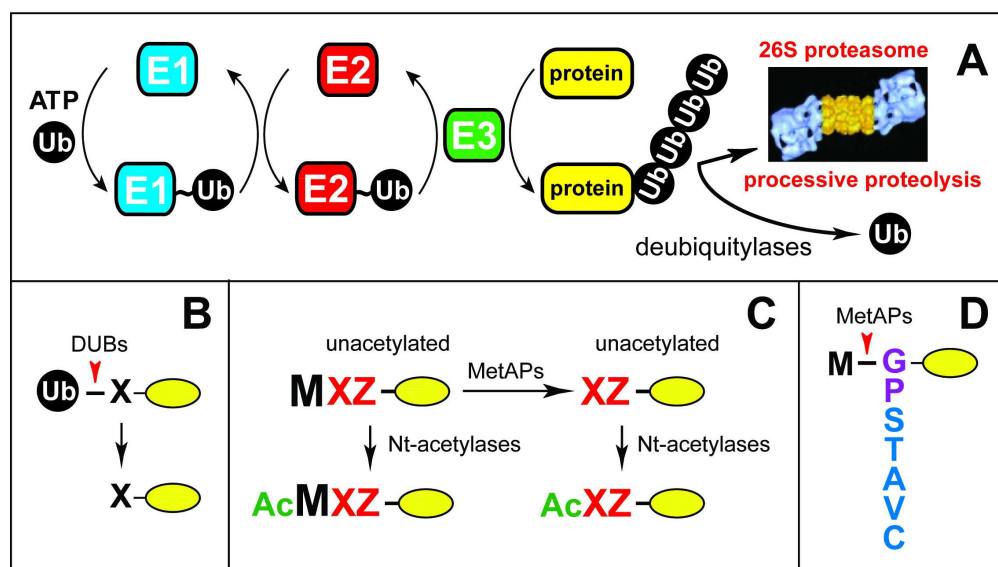 A
E1
E2
protein
Ub
Ub
Ub
Ub
26S proteasome
ATP
Ub
E3
E1
Ub
E2
Ub
protein
processive proteolysis
deubiquitylases
Ub
B
DUBs
Ub
X
X
C
unacetylated
unacetylated
MXZ
MetAPs
XZ
Nt-acetylases
Nt-acetylases
AcMXZ
AcXZ
D
MetAPs
M
G
P
S
T
A
V
C